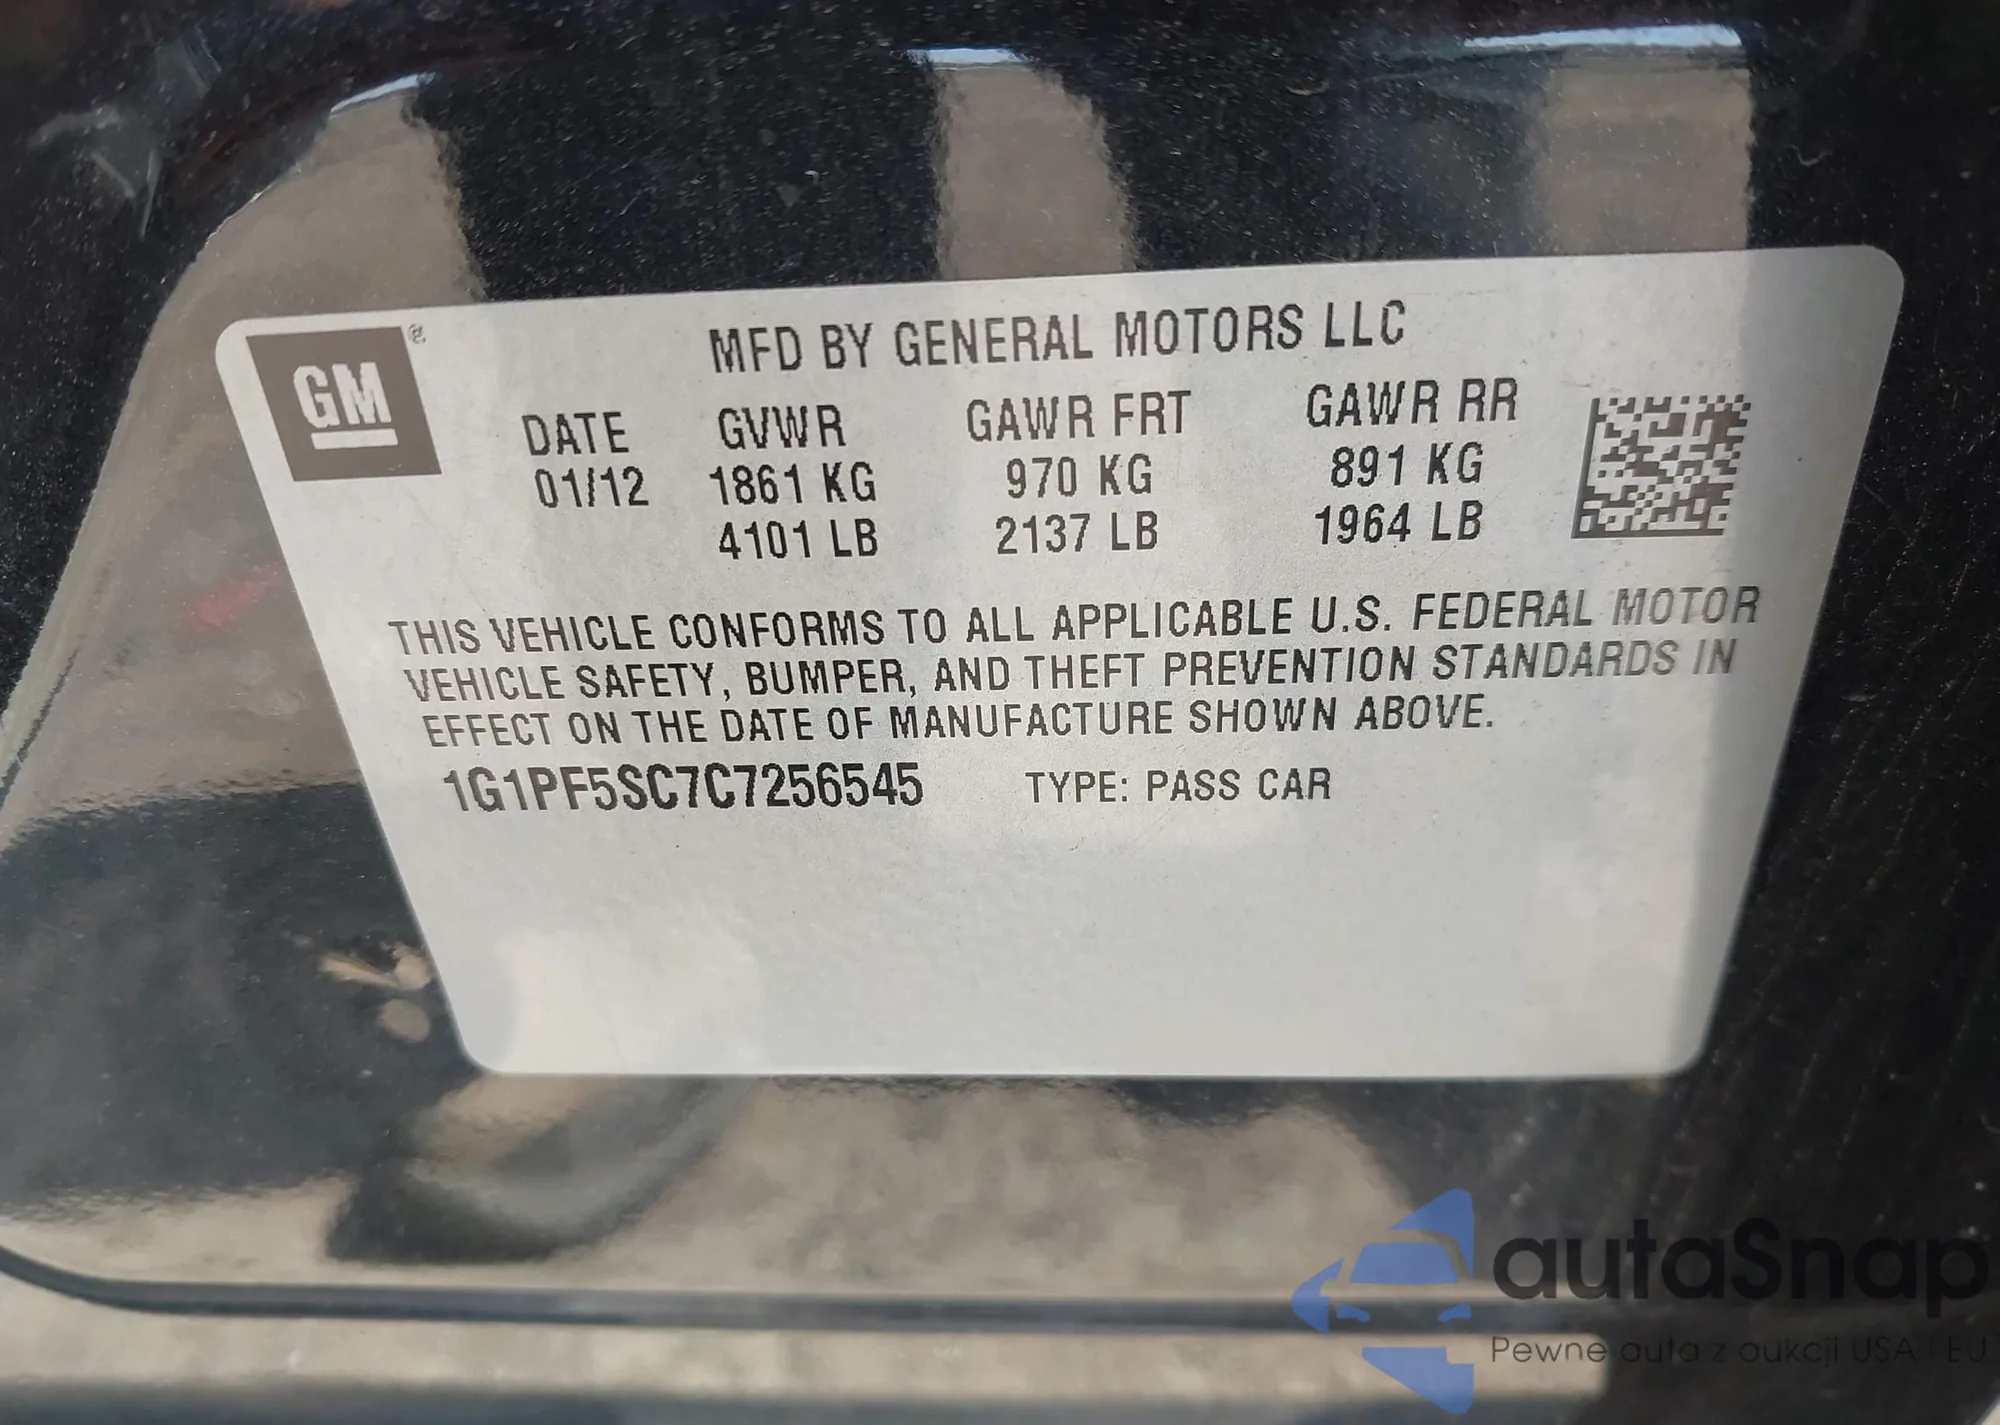 GM ®
MFD BY GENERAL MOTORS LLC
DATE GVWR GAWR FRT GAWR RR
01/12 1861 KG 970 KG 891 KG
4101 LB 2137 LB 1964 LB
THIS VEHICLE CONFORMS TO ALL APPLICABLE U.S. FEDERAL MOTOR
VEHICLE SAFETY, BUMPER, AND THEFT PREVENTION STANDARDS IN
EFFECT ON THE DATE OF MANUFACTURE SHOWN ABOVE.
1G1PF5SC7C7256545 TYPE: PASS CAR
autaSnap
Pewne auta z aukcji USA i EU